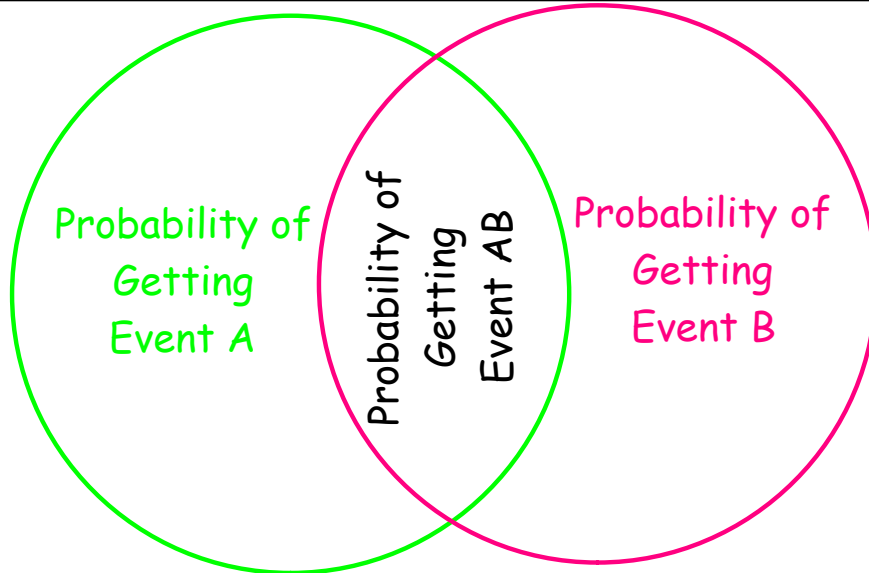 Probability of
Getting
Event A
Probability of
Getting
Event AB
Probability of
Getting
Event B